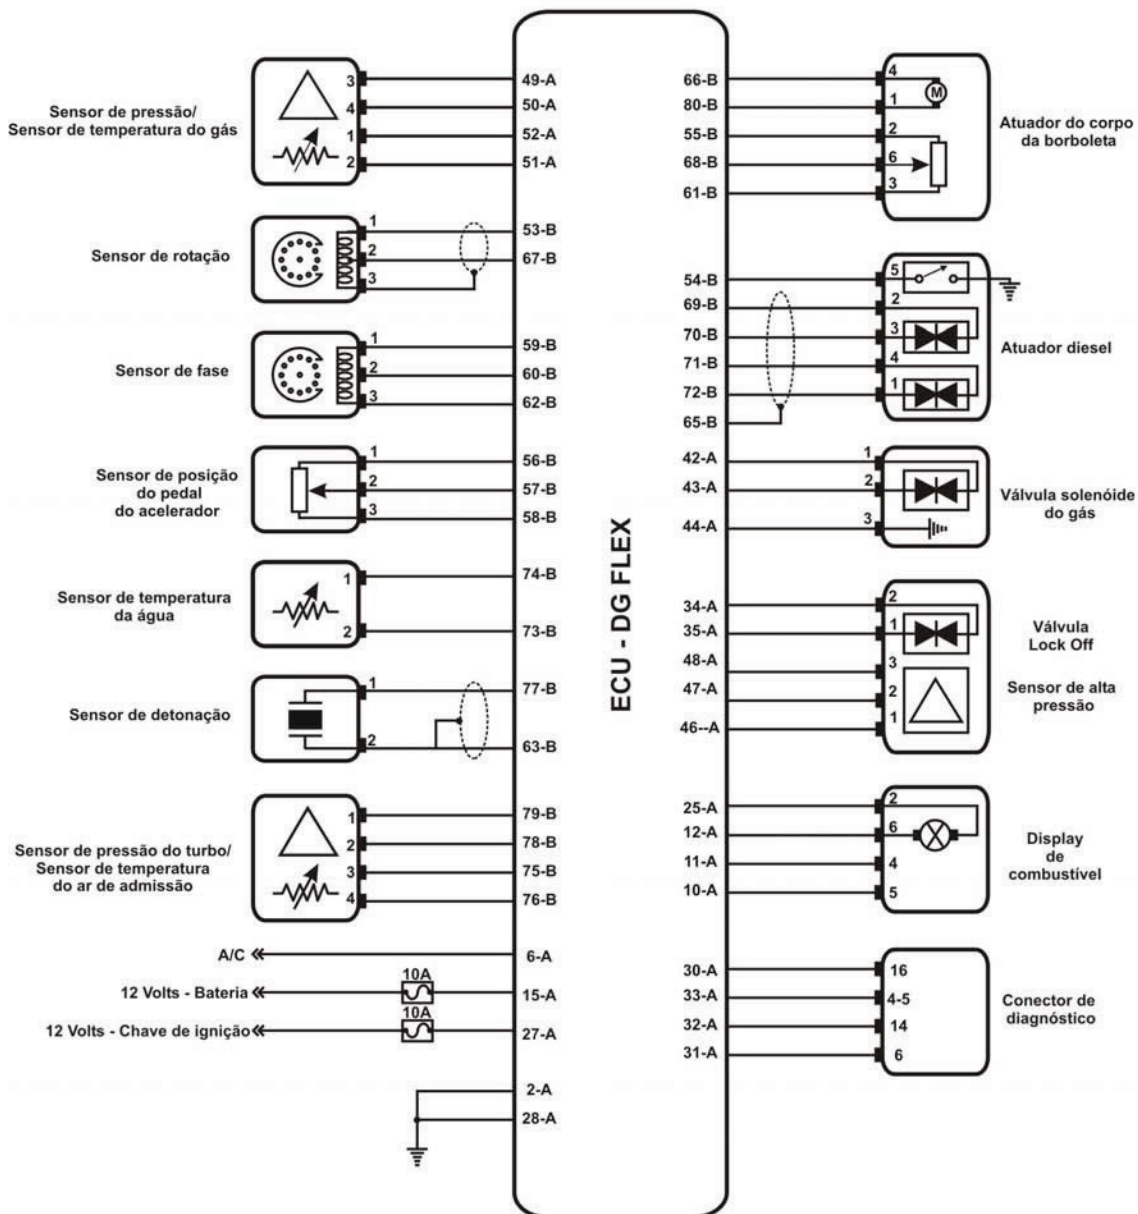 Sensor de pressão/
Sensor de temperatura do gás
3
4
1
2
49-A
50-A
52-A
51-A
Sensor de rotação
1
2
3
53-B
67-B
Sensor de fase
1
2
3
59-B
60-B
62-B
Sensor de posição
do pedal
do acelerador
1
2
3
56-B
57-B
58-B
Sensor de temperatura
da água
1
2
74-B
73-B
Sensor de detonação
1
2
77-B
63-B
Sensor de pressão do turbo/
Sensor de temperatura
do ar de admissão
1
2
3
4
79-B
78-B
75-B
76-B
A/C
6-A
12 Volts - Bateria
10A
15-A
12 Volts - Chave de ignição
10A
27-A
2-A
28-A
ECU - DG FLEX
66-B
80-B
55-B
68-B
61-B
4
1
2
6
3
M
Atuador do corpo
da borboleta
54-B
69-B
70-B
71-B
72-B
65-B
5
2
3
4
1
Atuador diesel
42-A
43-A
44-A
1
2
3
Válvula solenóide
do gás
34-A
35-A
48-A
47-A
46--A
2
1
3
2
1
Válvula
Lock Off
Sensor de alta
pressão
25-A
12-A
11-A
10-A
2
6
4
5
Display
de
combustível
30-A
33-A
32-A
31-A
16
4-5
14
6
Conector de
diagnóstico